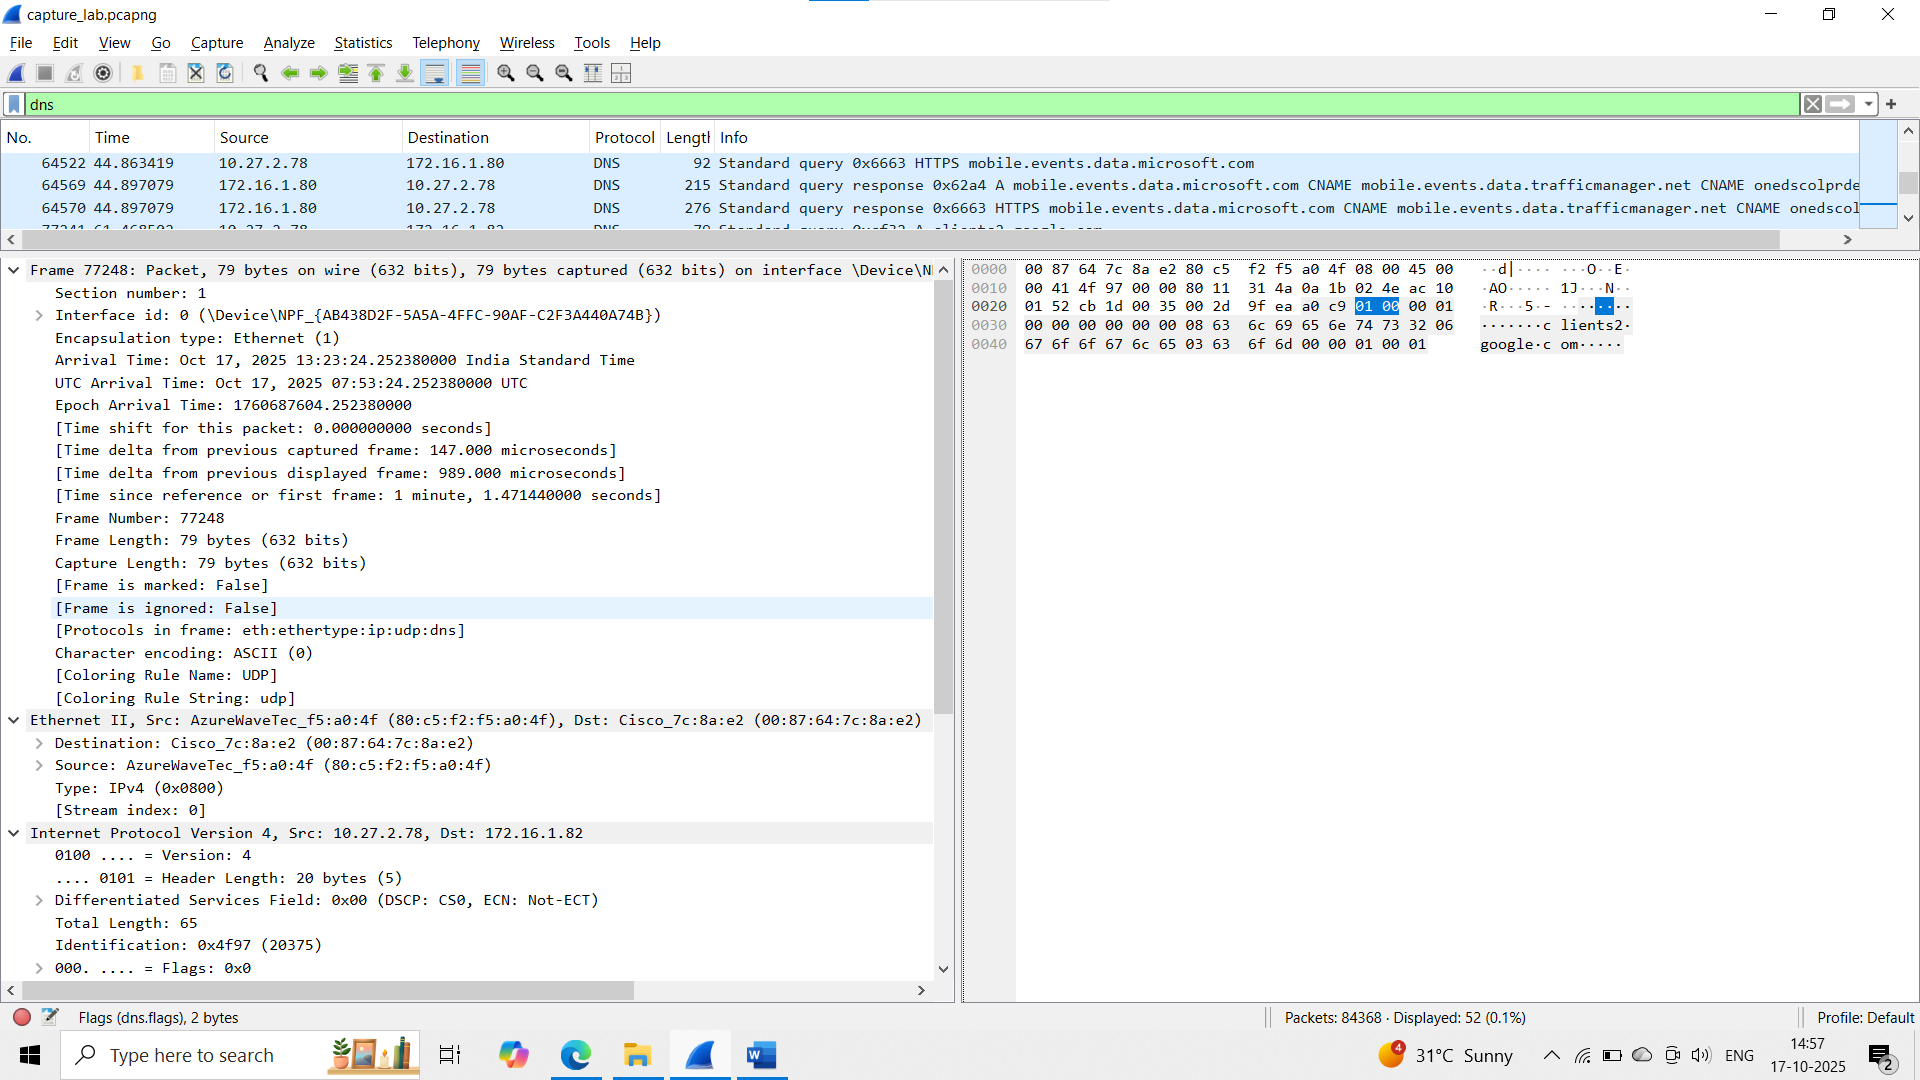 capture_lab.pcapng
File Edit View Go Capture Analyze Statistics Telephony Wireless Tools Help
dns
No. Time Source Destination Protocol Length Info
64522 44.863419 10.27.2.78 172.16.1.80 DNS 92 Standard query 0x6663 HTTPS mobile.events.data.microsoft.com
64569 44.897079 172.16.1.80 10.27.2.78 DNS 215 Standard query response 0x62a4 A mobile.events.data.microsoft.com CNAME mobile.events.data.trafficmanager.net CNAME onedscolprde
64570 44.897079 172.16.1.80 10.27.2.78 DNS 276 Standard query response 0x6663 HTTPS mobile.events.data.microsoft.com CNAME mobile.events.data.trafficmanager.net CNAME onedscol
Frame 77248: Packet, 79 bytes on wire (632 bits), 79 bytes captured (632 bits) on interface \Device\N
Section number: 1
Interface id: 0 (\Device\NPF_{AB438D2F-5A5A-4FFC-90AF-C2F3A440A74B})
Encapsulation type: Ethernet (1)
Arrival Time: Oct 17, 2025 13:23:24.252380000 India Standard Time
UTC Arrival Time: Oct 17, 2025 07:53:24.252380000 UTC
Epoch Arrival Time: 1760687604.252380000
[Time shift for this packet: 0.000000000 seconds]
[Time delta from previous captured frame: 147.000 microseconds]
[Time delta from previous displayed frame: 989.000 microseconds]
[Time since reference or first frame: 1 minute, 1.471440000 seconds]
Frame Number: 77248
Frame Length: 79 bytes (632 bits)
Capture Length: 79 bytes (632 bits)
[Frame is marked: False]
[Frame is ignored: False]
[Protocols in frame: eth:ethertype:ip:udp:dns]
Character encoding: ASCII (0)
[Coloring Rule Name: UDP]
[Coloring Rule String: udp]
Ethernet II, Src: AzureWaveTec_f5:a0:4f (80:c5:f2:f5:a0:4f), Dst: Cisco_7c:8a:e2 (00:87:64:7c:8a:e2)
Destination: Cisco_7c:8a:e2 (00:87:64:7c:8a:e2)
Source: AzureWaveTec_f5:a0:4f (80:c5:f2:f5:a0:4f)
Type: IPv4 (0x0800)
[Stream index: 0]
Internet Protocol Version 4, Src: 10.27.2.78, Dst: 172.16.1.82
0100 .... = Version: 4
.... 0101 = Header Length: 20 bytes (5)
Differentiated Services Field: 0x00 (DSCP: CS0, ECN: Not-ECT)
Total Length: 65
Identification: 0x4f97 (20375)
000. .... = Flags: 0x0
0000 00 87 64 7c 8a e2 80 c5 f2 f5 a0 4f 08 00 45 00 ··d|···· ···O··E·
0010 00 41 4f 97 00 00 80 11 31 4a 0a 1b 02 4e ac 10 ·AO····· 1J···N··
0020 01 52 cb 1d 00 35 00 2d 9f ea a0 c9 01 00 00 01 ·R···5·- ········
0030 00 00 00 00 00 00 08 63 6c 69 65 6e 74 73 32 06 ·······c lients2·
0040 67 6f 6f 67 6c 65 03 63 6f 6d 00 00 01 00 01 google·c om·····
Flags (dns.flags), 2 bytes
Packets: 84368 · Displayed: 52 (0.1%)
Profile: Default
Type here to search
4
31°C Sunny
ENG
14:57
17-10-2025
2